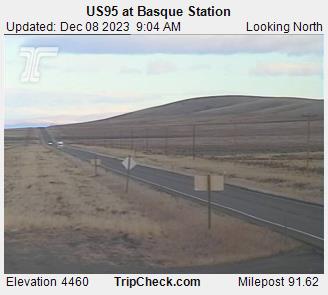 US95 at Basque Station
Updated: Dec 08 2023 9:04 AM Looking North
Elevation 4460 TripCheck.com Milepost 91.62